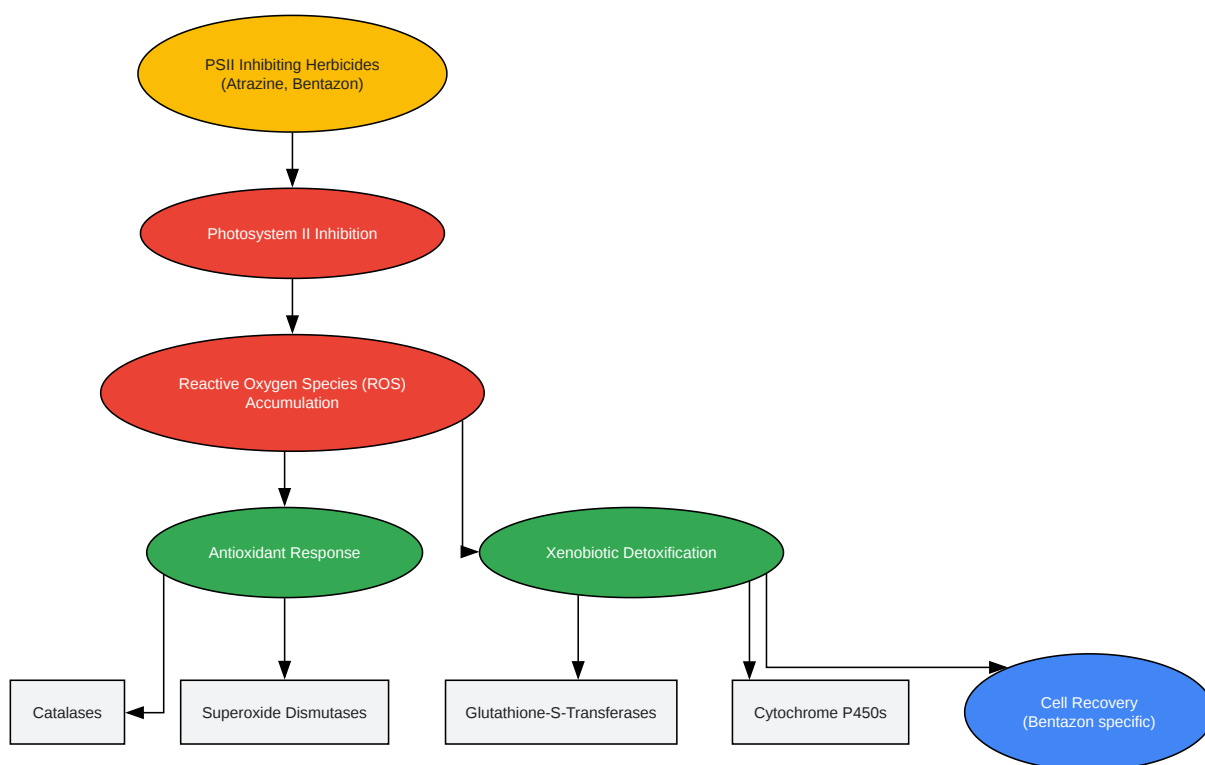 PSII Inhibiting Herbicides
(Atrazine, Bentazon)
Photosystem II Inhibition
Reactive Oxygen Species (ROS)
Accumulation
Antioxidant Response
Xenobiotic Detoxification
Catalases
Superoxide Dismutases
Glutathione-S-Transferases
Cytochrome P450s
Cell Recovery
(Bentazon specific)